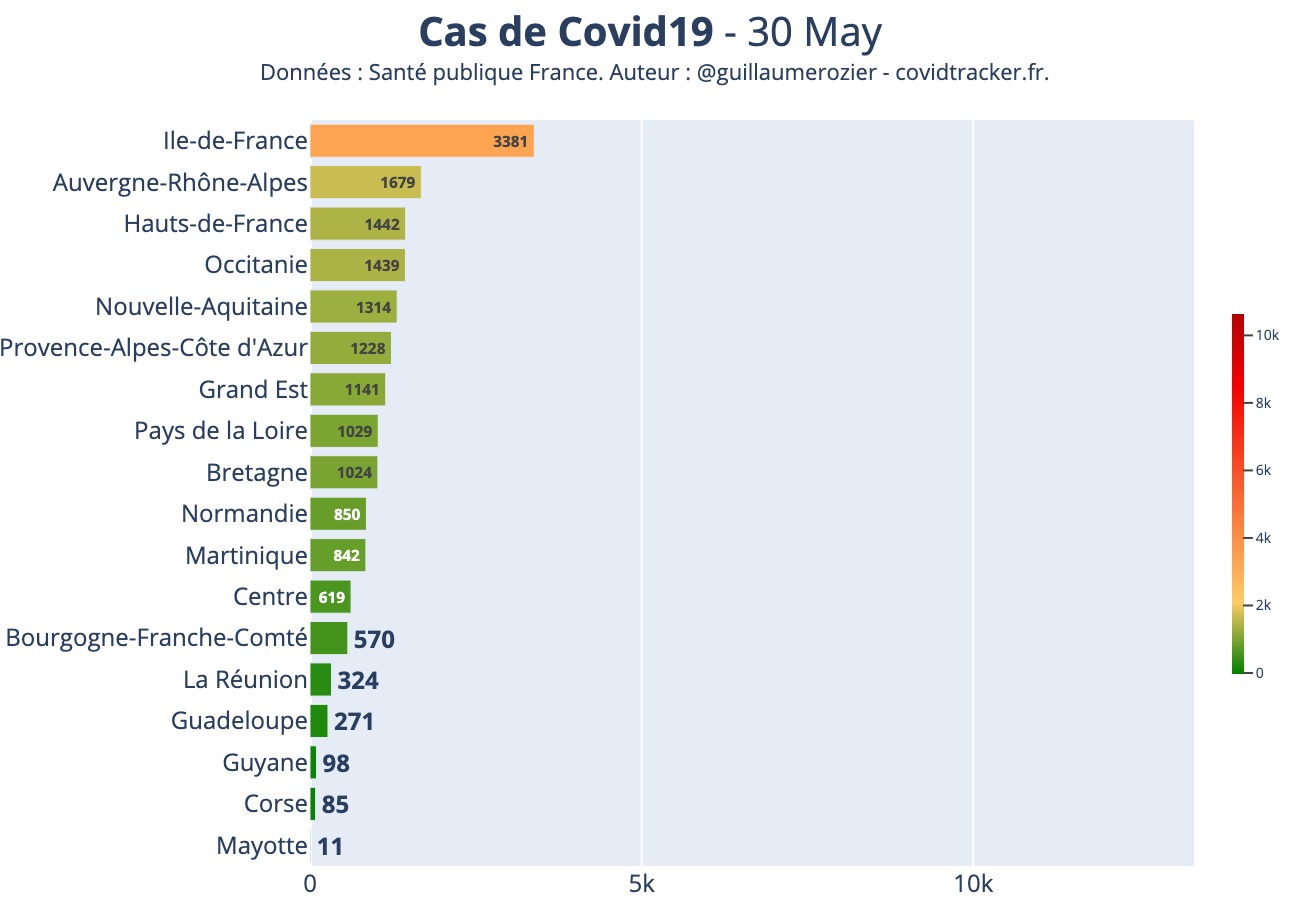 Cas de Covid19 - 30 May
Données : Santé publique France. Auteur : @guillaumerozier - covidtracker.fr.
Ile-de-France 3381
Auvergne-Rhône-Alpes 1679
Hauts-de-France 1442
Occitanie 1439
Nouvelle-Aquitaine 1314
Provence-Alpes-Côte d'Azur 1228
Grand Est 1141
Pays de la Loire 1029
Bretagne 1024
Normandie 850
Martinique 842
Centre 619
Bourgogne-Franche-Comté 570
La Réunion 324
Guadeloupe 271
Guyane 98
Corse 85
Mayotte 11
0 5k 10k
10k
8k
6k
4k
2k
0